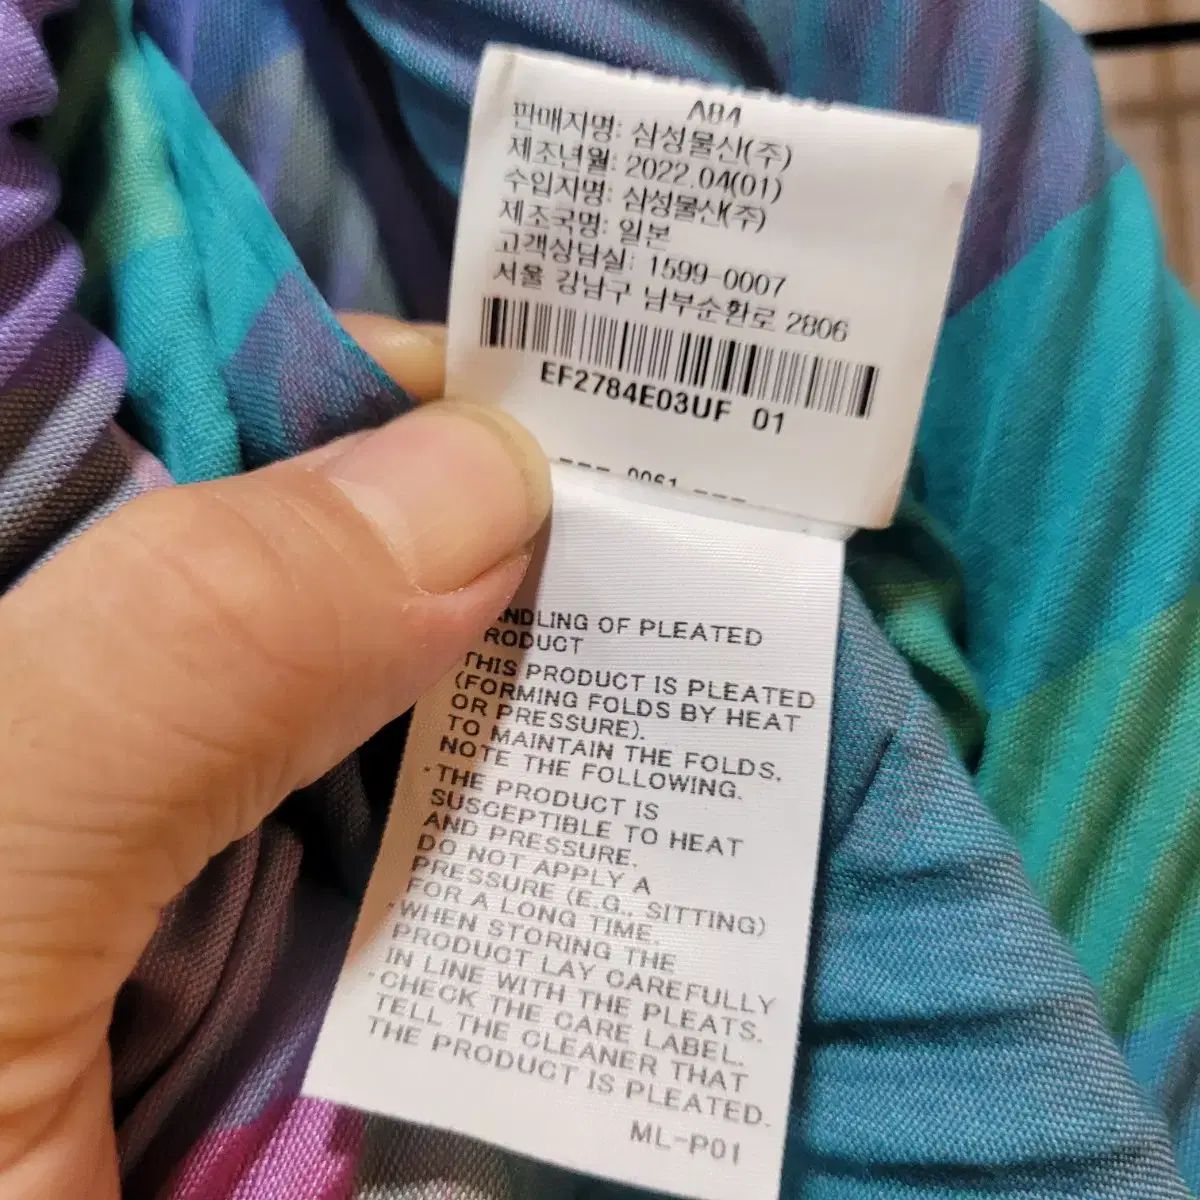 AB4
판매자명: 삼성물산(주)
제조년월: 2022.04(01)
수입자명: 삼성물산(주)
제조국명: 일본
고객상담실: 1599-0007
서울 강남구 남부순환로 2806
EF2784E03UF 01
--- 0061 ---
NDLING OF PLEATED
RODUCT
THIS PRODUCT IS PLEATED
(FORMING FOLDS BY HEAT
OR PRESSURE).
TO MAINTAIN THE FOLDS,
NOTE THE FOLLOWING.
·THE PRODUCT IS
SUSCEPTIBLE TO HEAT
AND PRESSURE.
DO NOT APPLY A
PRESSURE (E.G., SITTING)
FOR A LONG TIME.
·WHEN STORING THE
PRODUCT LAY CAREFULLY
IN LINE WITH THE PLEATS.
·CHECK THE CARE LABEL.
TELL THE CLEANER THAT
THE PRODUCT IS PLEATED.
ML-P01